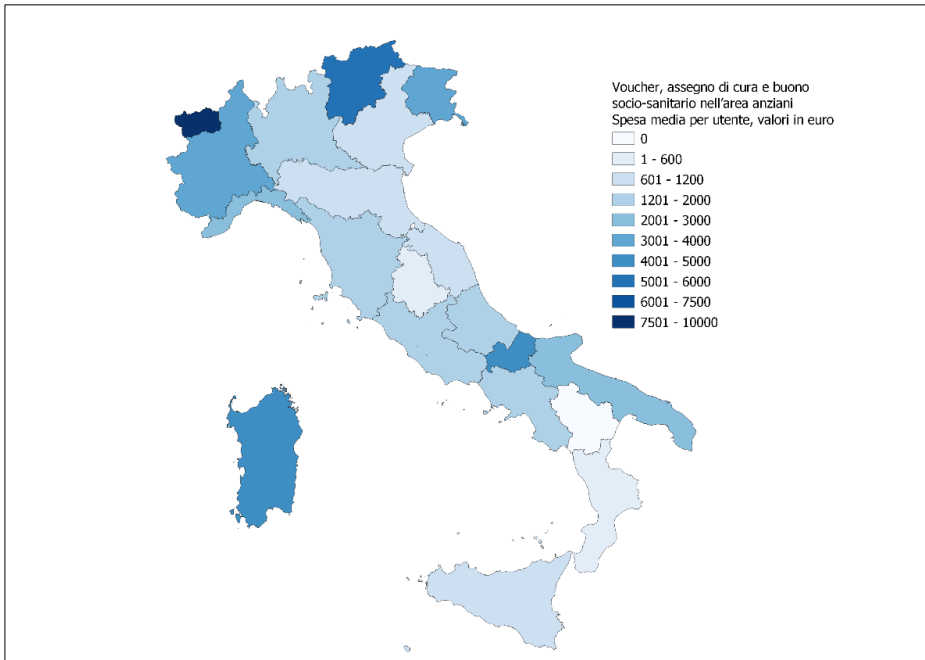 Voucher, assegno di cura e buono
socio-sanitario nell'area anziani
Spesa media per utente, valori in euro
0
1 - 600
601 - 1200
1201 - 2000
2001 - 3000
3001 - 4000
4001 - 5000
5001 - 6000
6001 - 7500
7501 - 10000